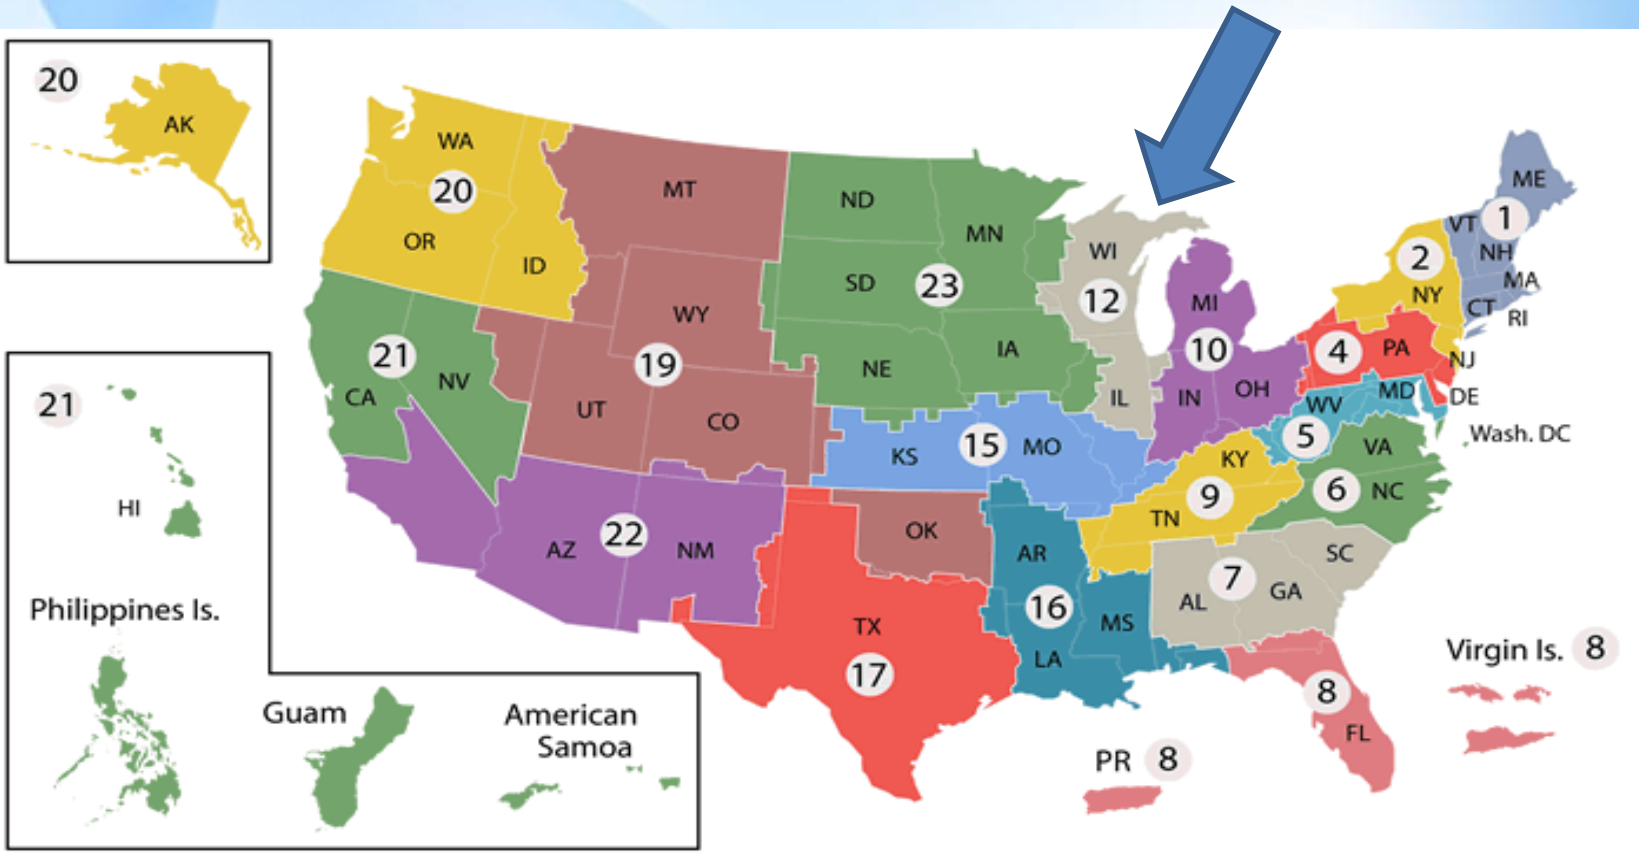 20
AK
WA
20
OR
ID
MT
WY
19
UT
CO
ND
MN
SD
23
NE
IA
WI
12
IL
MI
10
IN
OH
ME
1
VT
NH
MA
CT
RI
2
NY
4
PA
NJ
DE
MD
WV
5
Wash. DC
21
CA
NV
KS
15
MO
KY
9
TN
VA
6
NC
22
AZ
NM
OK
AR
16
MS
LA
TX
17
7
SC
AL
GA
8
FL
21
HI
Philippines Is.
Guam
American
Samoa
PR 8
Virgin Is. 8